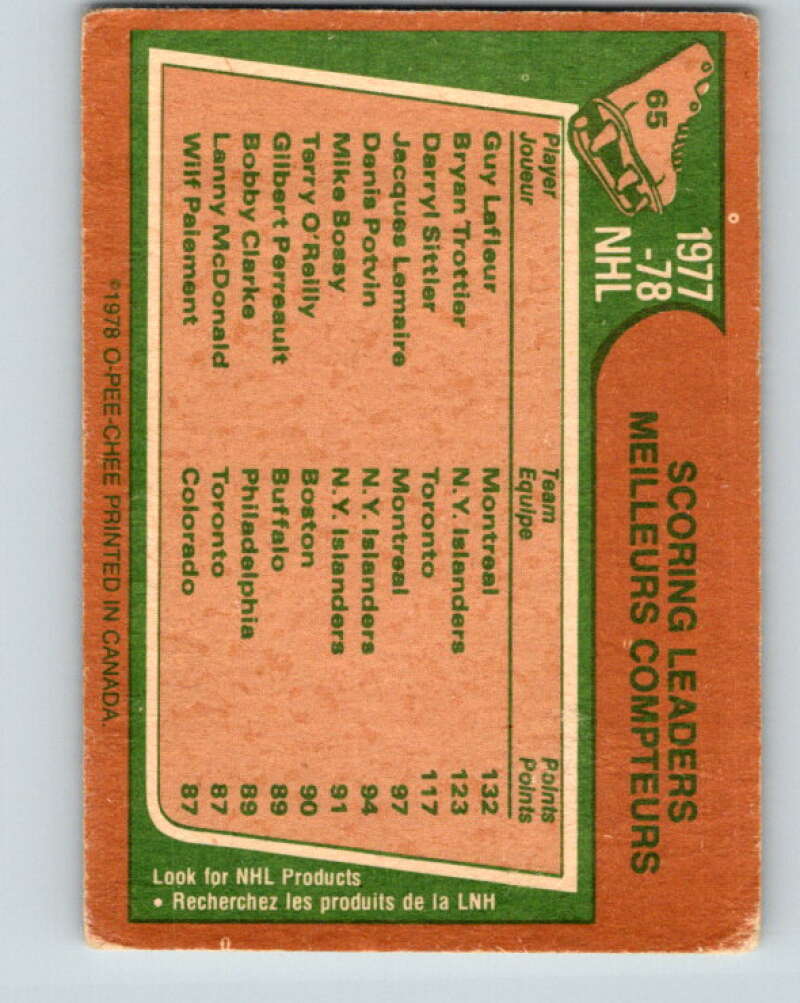 65
1977
-78
NHL
SCORING LEADERS
MEILLEURS COMPTEURS
Player Team Points
Joueur Equipe Points
Guy Lafleur Montreal 132
Bryan Trottier N.Y. Islanders 123
Darryl Sittler Toronto 117
Jacques Lemaire Montreal 97
Denis Potvin N.Y. Islanders 94
Mike Bossy N.Y. Islanders 91
Terry O'Reilly Boston 90
Gilbert Perreault Buffalo 89
Bobby Clarke Philadelphia 89
Lanny McDonald Toronto 87
Wilf Paiement Colorado 87
Look for NHL Products
• Recherchez les produits de la LNH
©1978 O-PEE-CHEE PRINTED IN CANADA.